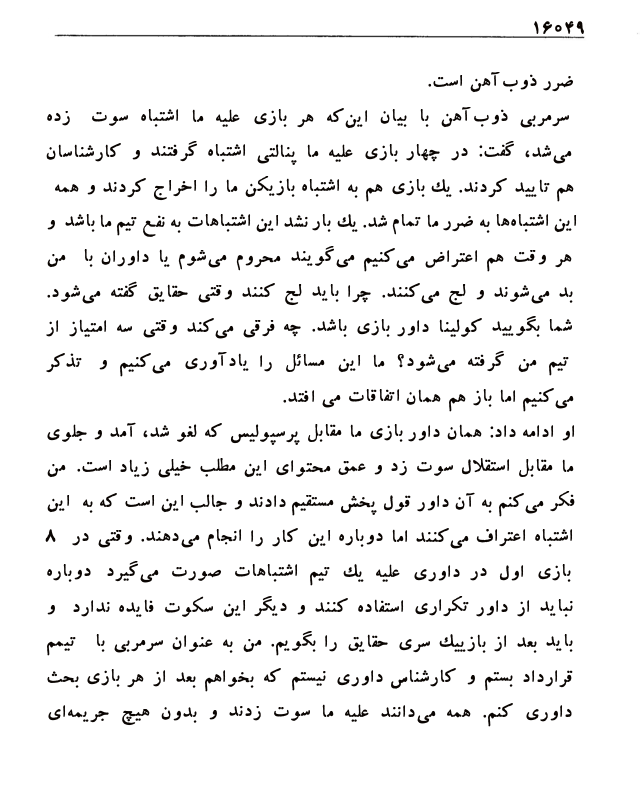 ۱۶۰۴۹
ضرر ذوب‌آهن است.
سرمربی ذوب‌آهن با بیان این‌که هر بازی علیه ما اشتباه سوت زده
می‌شد، گفت: در چهار بازی علیه ما پنالتی اشتباه گرفتند و کارشناسان
هم تایید کردند. یك بازی هم به اشتباه بازیکن ما را اخراج کردند و همه
این اشتباه‌ها به ضرر ما تمام شد. یك بار نشد این اشتباهات به نفع تیم ما باشد و
هر وقت هم اعتراض می‌کنیم می‌گویند محروم می‌شوم یا داوران با من
بد می‌شوند و لج می‌کنند. چرا باید لج کنند وقتی حقایق گفته می‌شود.
شما بگویید کولینا داور بازی باشد. چه فرقی می‌کند وقتی سه امتیاز از
تیم من گرفته می‌شود؟ ما این مسائل را یادآوری می‌کنیم و تذکر
می‌کنیم اما باز هم همان اتفاقات می افتد.
او ادامه داد: همان داور بازی ما مقابل پرسپولیس که لغو شد، آمد و جلوی
ما مقابل استقلال سوت زد و عمق محتوای این مطلب خیلی زیاد است. من
فکر می‌کنم به آن داور قول پخش مستقیم دادند و جالب این است که به این
اشتباه اعتراف می‌کنند اما دوباره این کار را انجام می‌دهند. وقتی در ۸
بازی اول در داوری علیه یك تیم اشتباهات صورت می‌گیرد دوباره
نباید از داور تکراری استفاده کنند و دیگر این سکوت فایده ندارد و
باید بعد از بازییك سری حقایق را بگویم. من به عنوان سرمربی با تیمم
قرارداد بستم و کارشناس داوری نیستم که بخواهم بعد از هر بازی بحث
داوری کنم. همه می‌دانند علیه ما سوت زدند و بدون هیچ جریمه‌ای